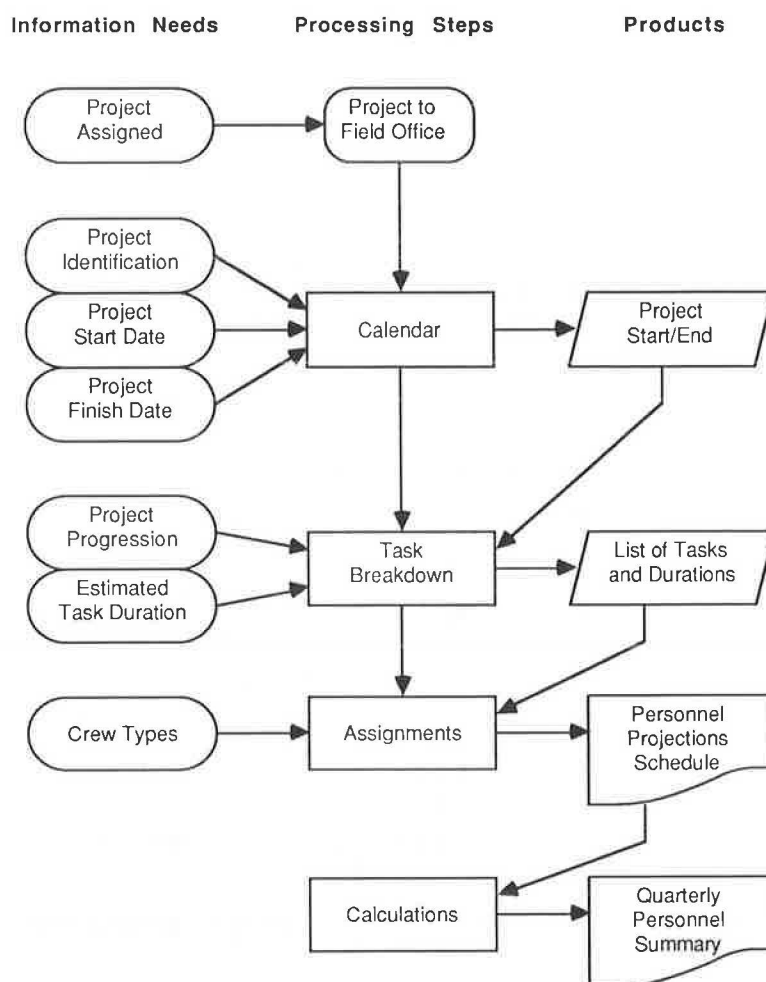 Information Needs
Processing Steps
Products
Project
Assigned
Project to
Field Office
Project
Identification
Project
Start Date
Project
Finish Date
Calendar
Project
Start/End
Project
Progression
Estimated
Task Duration
Task
Breakdown
List of Tasks
and Durations
Crew Types
Assignments
Personnel
Projections
Schedule
Calculations
Quarterly
Personnel
Summary